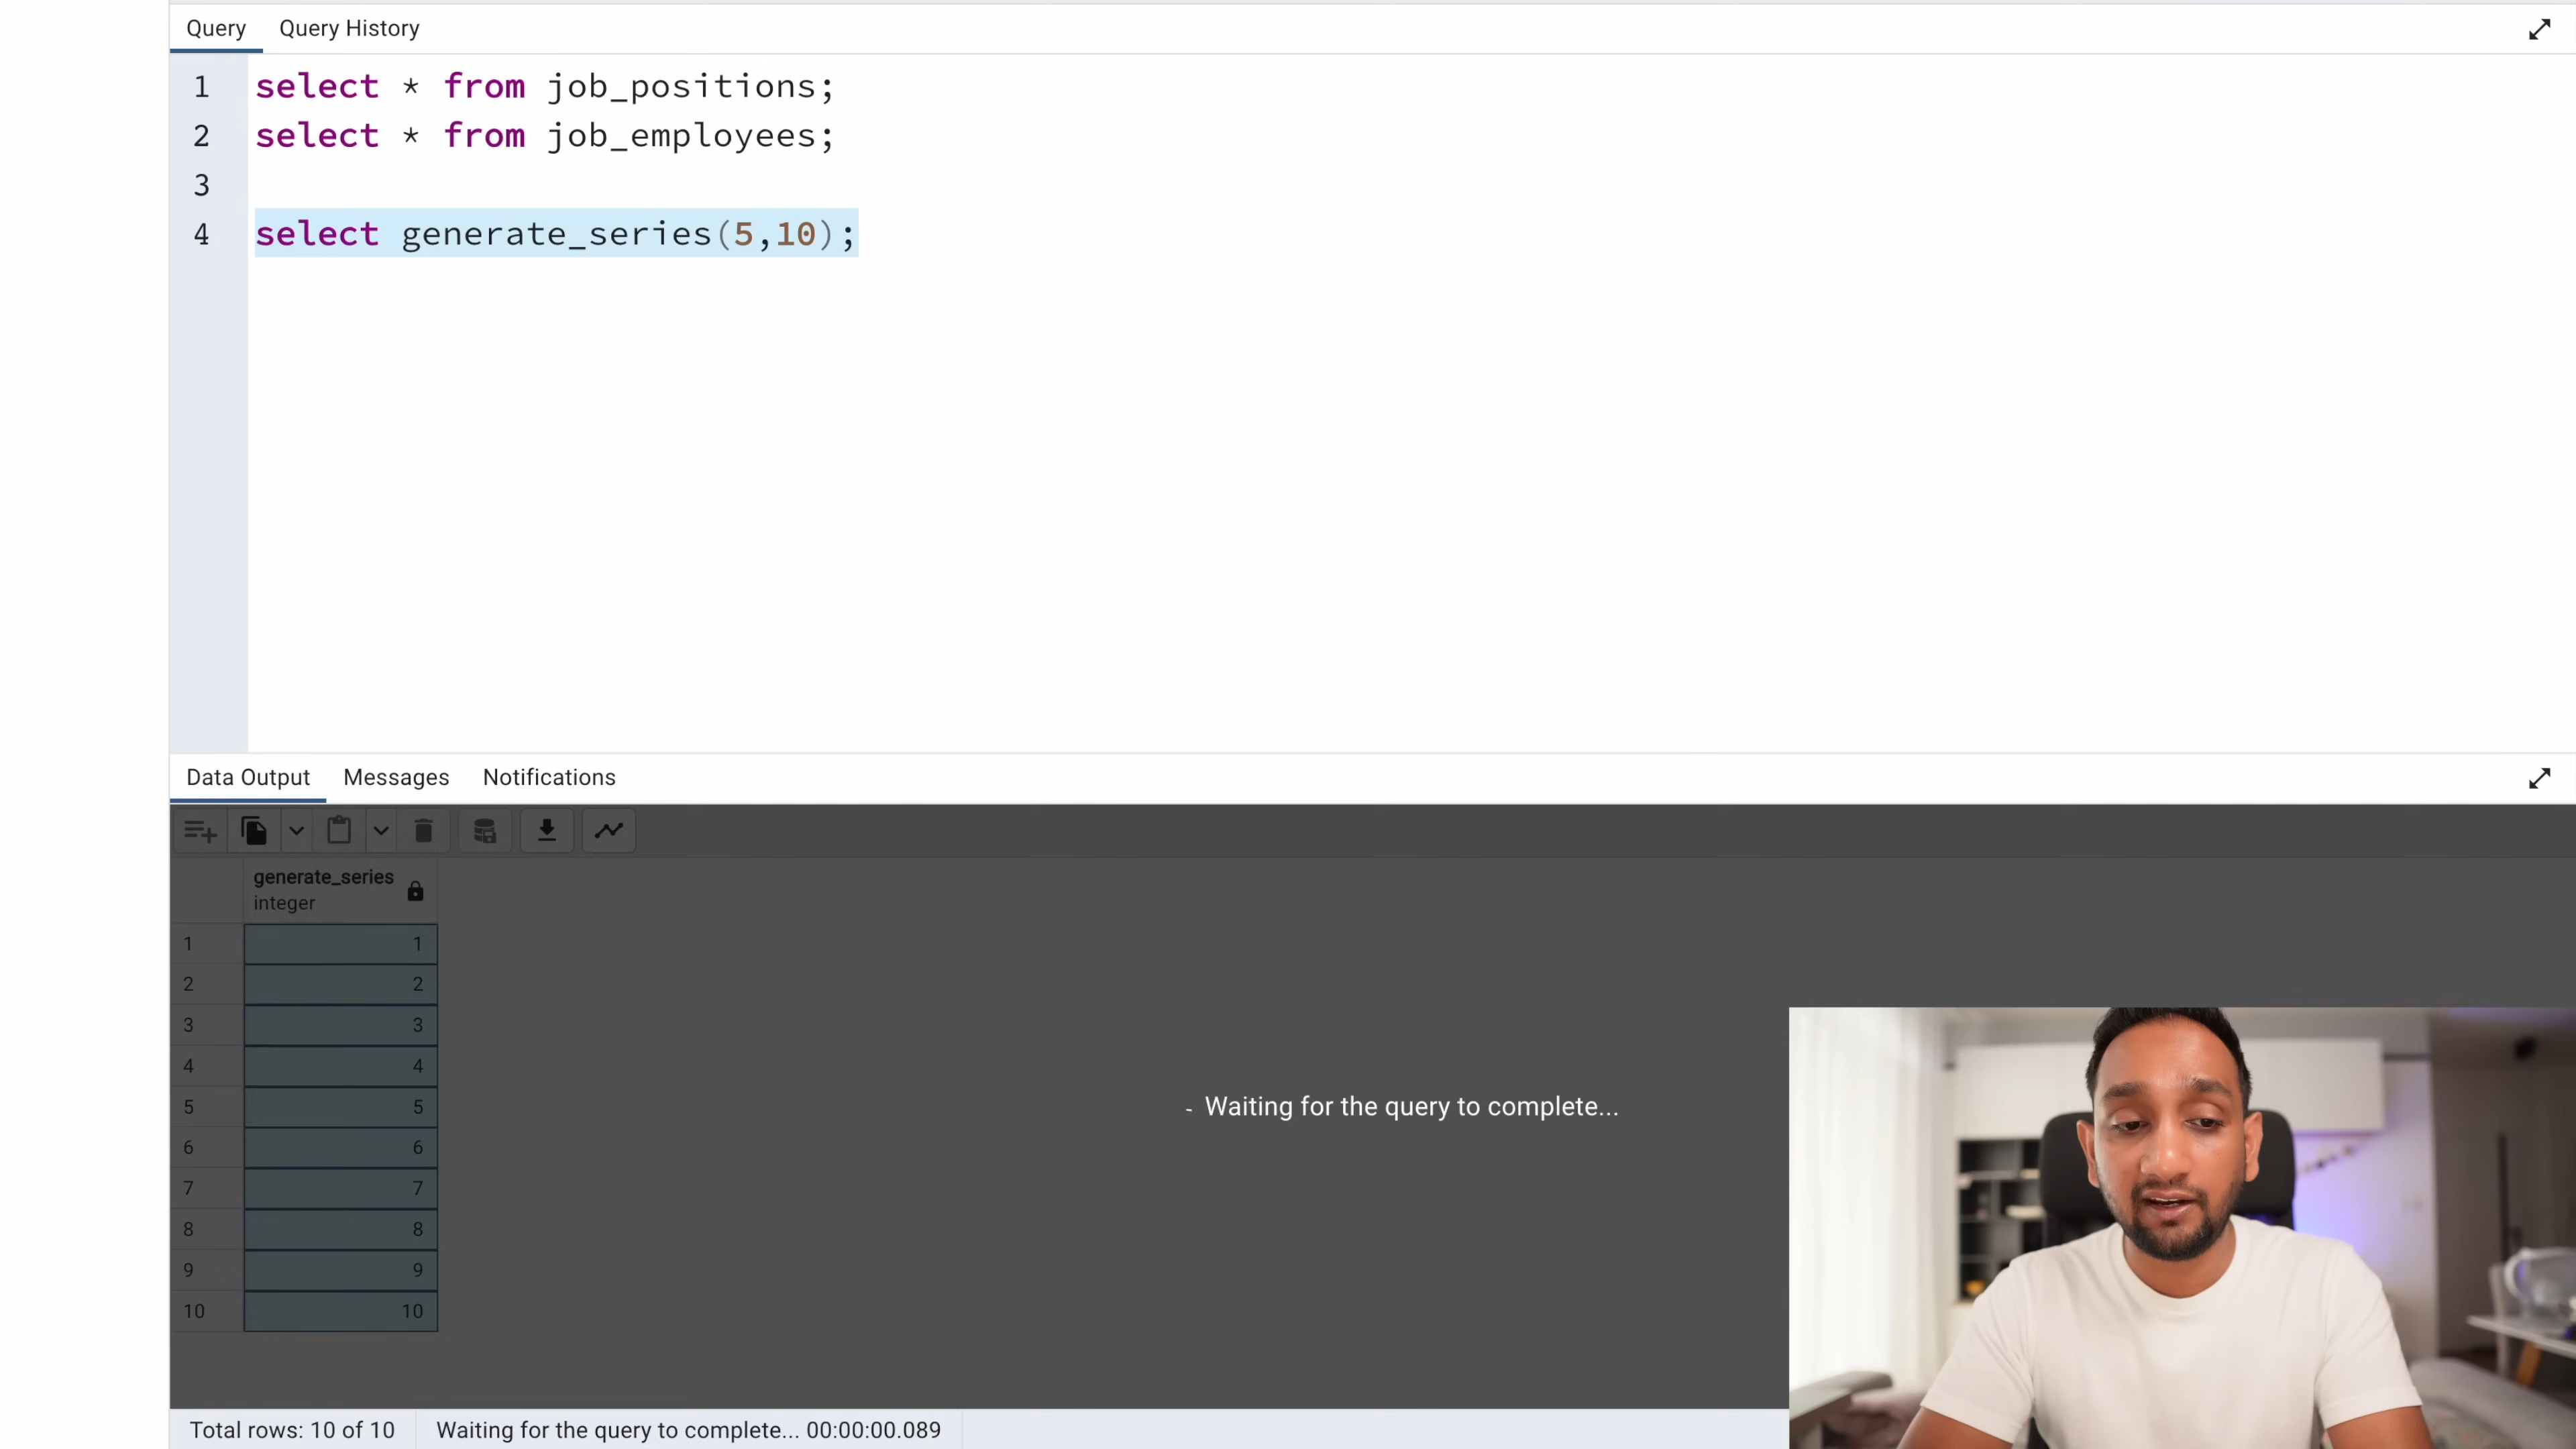 Query Query History
1 select * from job_positions;
2 select * from job_employees;
3
4 select generate_series(5,10);
Data Output Messages Notifications
generate_series
integer
1 1
2 2
3 3
4 4
5 5
6 6
7 7
8 8
9 9
10 10
- Waiting for the query to complete...
Total rows: 10 of 10 Waiting for the query to complete... 00:00:00.089